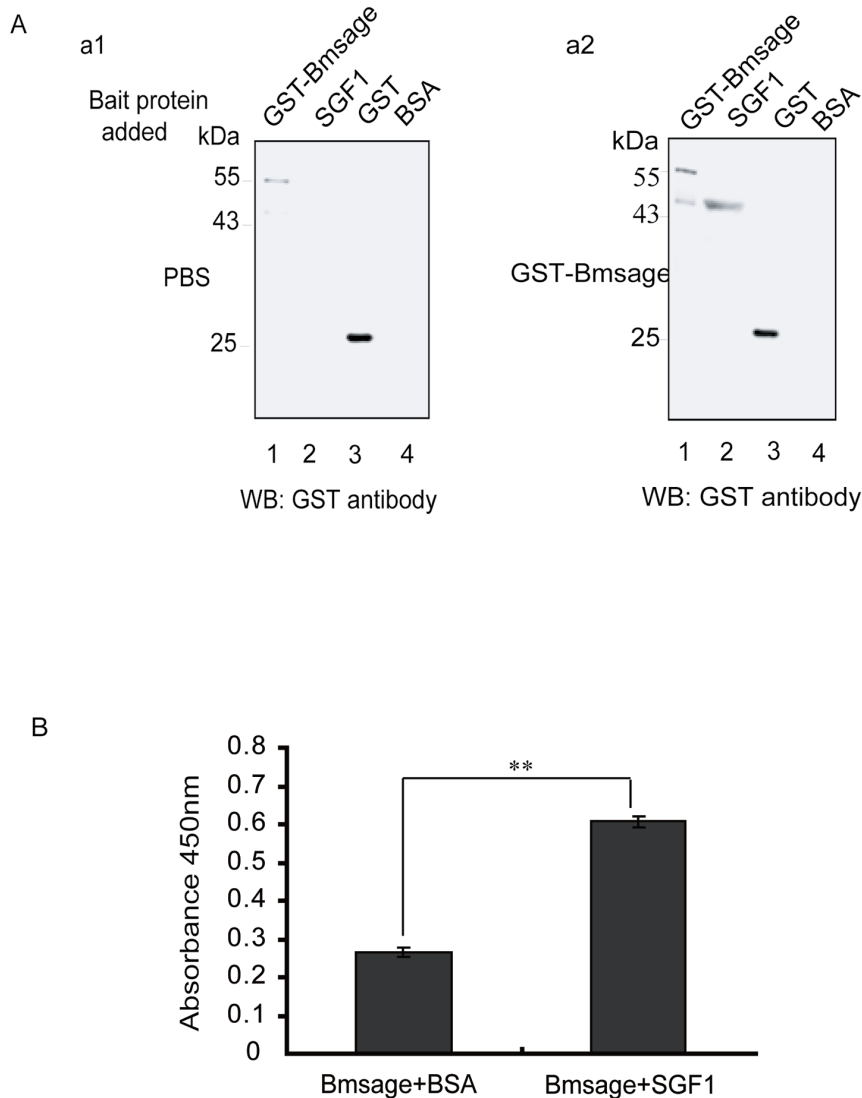 A
a1
GST-Bmsage
SGF1
GST
BSA
Bait protein
added
kDa
55
43
PBS
25
1 2 3 4
WB: GST antibody
a2
GST-Bmsage
SGF1
GST
BSA
kDa
55
43
GST-Bmsage
25
1 2 3 4
WB: GST antibody
B
Absorbance 450nm
0.8
0.7
0.6
0.5
0.4
0.3
0.2
0.1
0
**
Bmsage+BSA
Bmsage+SGF1